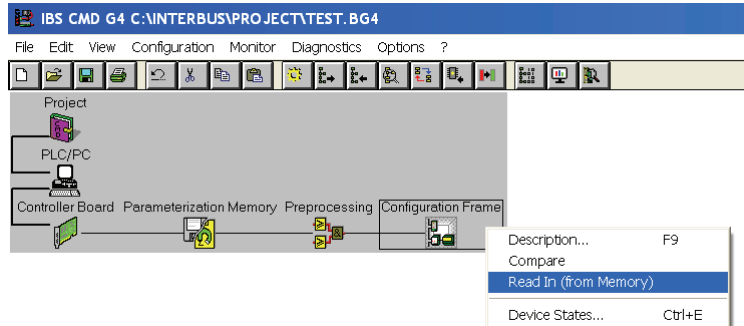 IBS CMD G4 C:\INTERBUS\PROJECT\TEST.BG4
File Edit View Configuration Monitor Diagnostics Options ?
Project
PLC/PC
Controller Board Parameterization Memory Preprocessing Configuration Frame
Description... F9
Compare
Read In (from Memory)
Device States... Ctrl+E